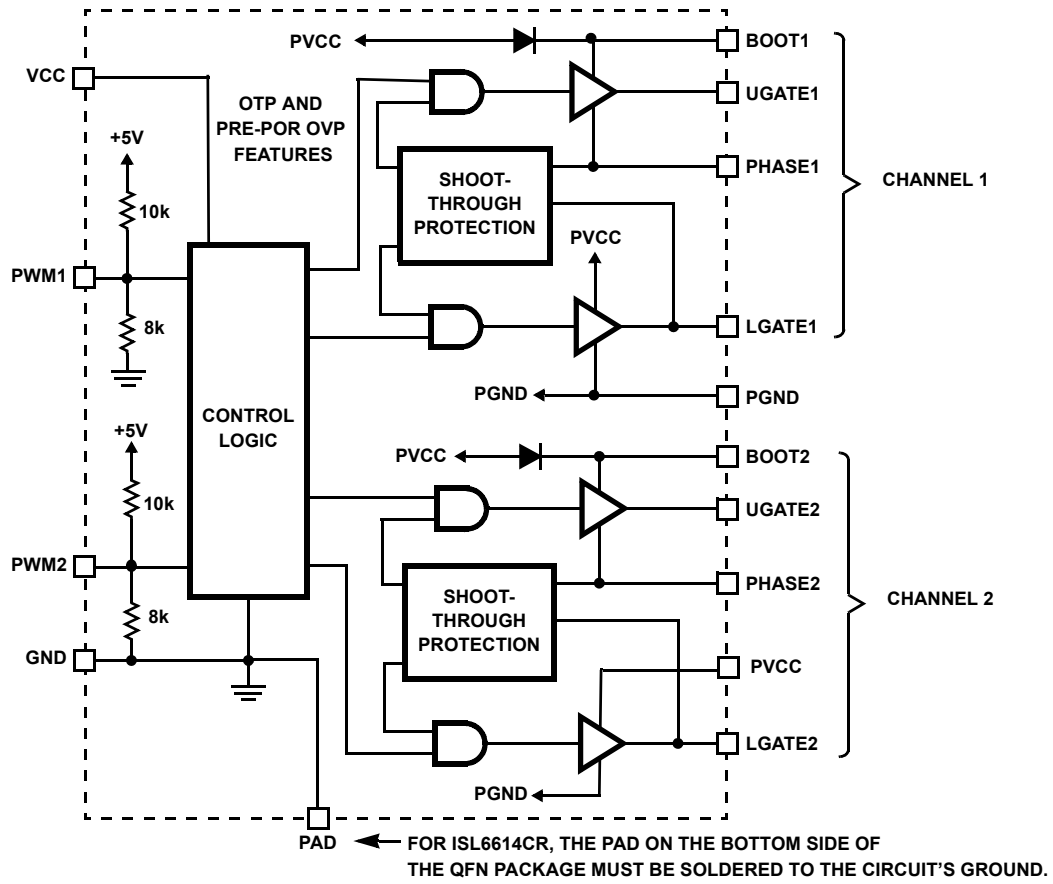 PVCC
BOOT1
VCC
UGATE1
OTP AND
PRE-POR OVP
FEATURES
+5V
PHASE1
SHOOT-
THROUGH
PROTECTION
CHANNEL 1
10k
PVCC
PWM1
8k
LGATE1
PGND
PGND
CONTROL
LOGIC
+5V
PVCC
BOOT2
10k
UGATE2
PWM2
PHASE2
SHOOT-
THROUGH
PROTECTION
CHANNEL 2
8k
GND
PVCC
LGATE2
PGND
PAD
FOR ISL6614CR, THE PAD ON THE BOTTOM SIDE OF
THE QFN PACKAGE MUST BE SOLDERED TO THE CIRCUIT'S GROUND.